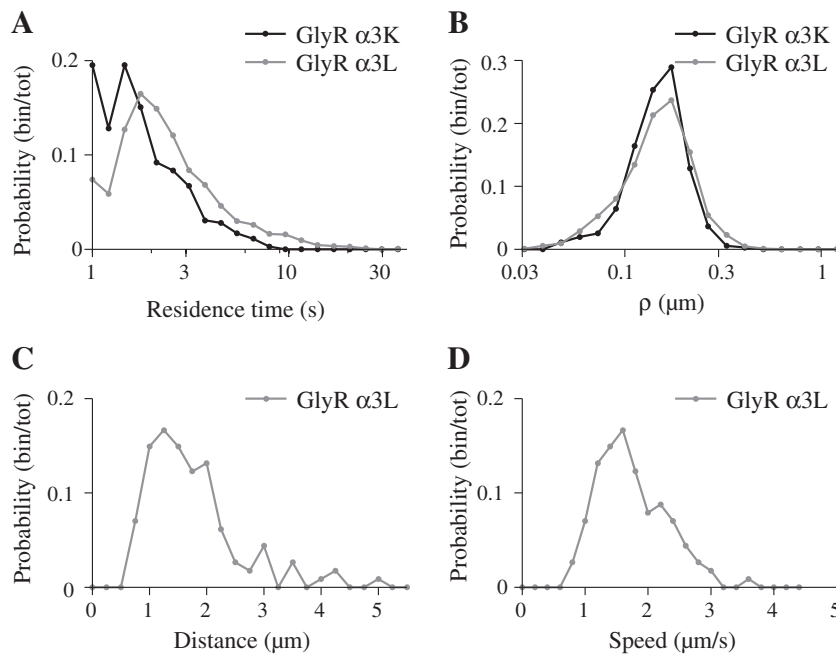 A
GlyR α3K
GlyR α3L
Probability (bin/tot)
0.2
0.1
0
1
3
10
30
Residence time (s)
B
GlyR α3K
GlyR α3L
Probability (bin/tot)
0.3
0.2
0.1
0
0.03
0.1
0.3
1
ρ (μm)
C
GlyR α3L
Probability (bin/tot)
0.2
0.1
0
0
1
2
3
4
5
Distance (μm)
D
GlyR α3L
Probability (bin/tot)
0.2
0.1
0
0
1
2
3
4
5
Speed (μm/s)